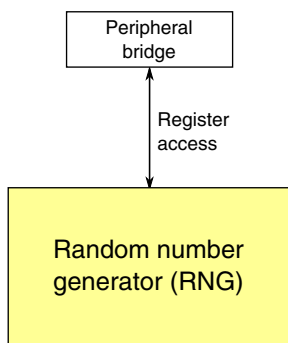 Peripheral
bridge
Register
access
Random number
generator (RNG)